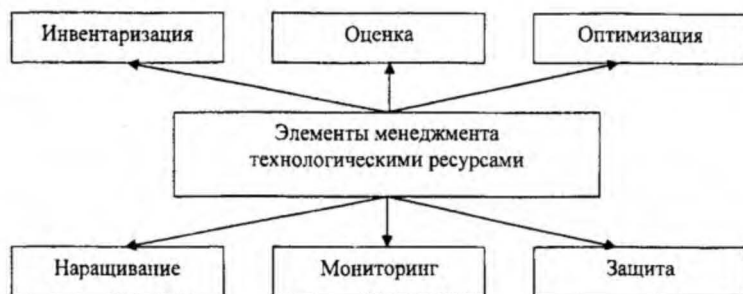 Инвентаризация
Оценка
Оптимизация
Элементы менеджмента
технологическими ресурсами
Наращивание
Мониторинг
Защита